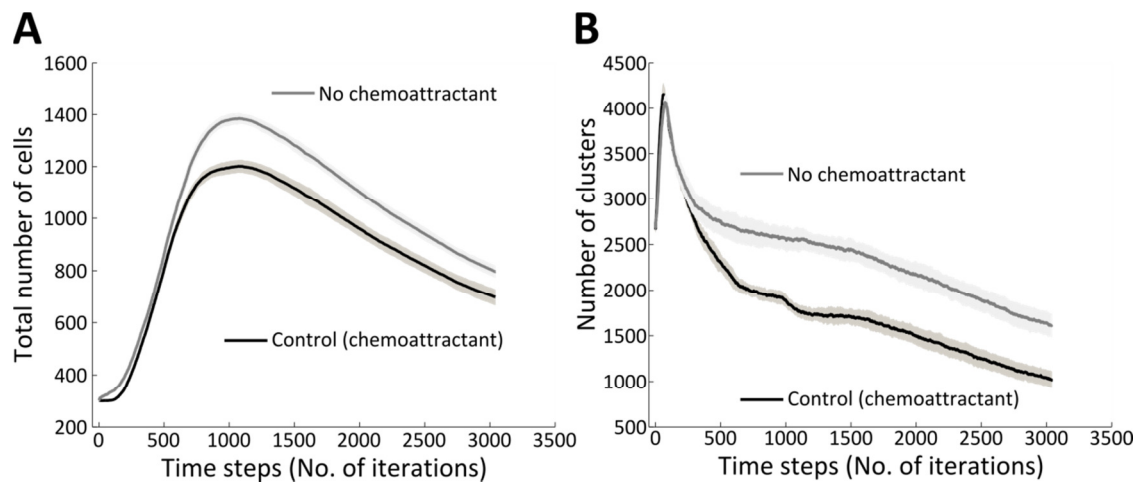 A
Total number of cells
1600
1400
1200
1000
800
600
400
200
No chemoattractant
Control (chemoattractant)
0 500 1000 1500 2000 2500 3000 3500
Time steps (No. of iterations)
B
Number of clusters
4500
4000
3500
3000
2500
2000
1500
1000
500
No chemoattractant
Control (chemoattractant)
0 500 1000 1500 2000 2500 3000 3500
Time steps (No. of iterations)